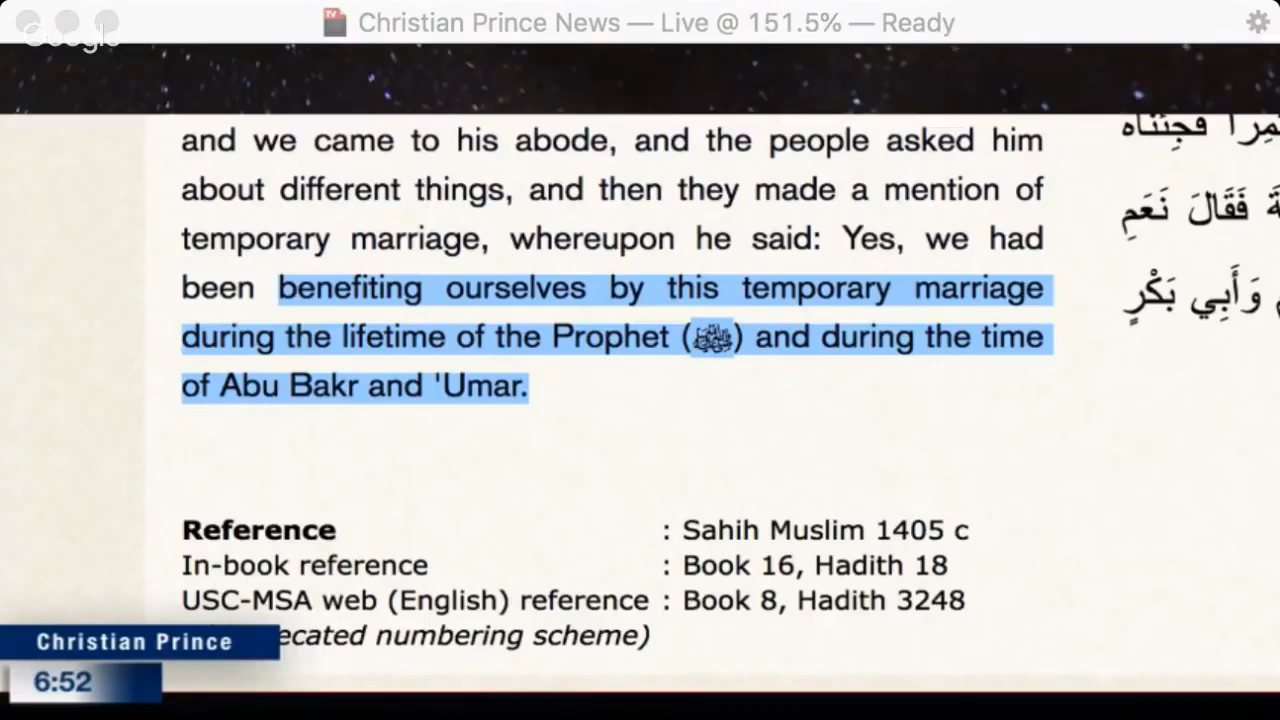 Christian Prince News — Live @ 151.5% — Ready
Google
and we came to his abode, and the people asked him
about different things, and then they made a mention of
temporary marriage, whereupon he said: Yes, we had
been benefiting ourselves by this temporary marriage
during the lifetime of the Prophet (ﷺ) and during the time
of Abu Bakr and 'Umar.
فَجِئْنَاهُ
فَقَالَ نَعَمِ
وَأَبِي بَكْرٍ
Reference : Sahih Muslim 1405 c
In-book reference : Book 16, Hadith 18
USC-MSA web (English) reference : Book 8, Hadith 3248
numbering scheme)
Christian Prince
6:52